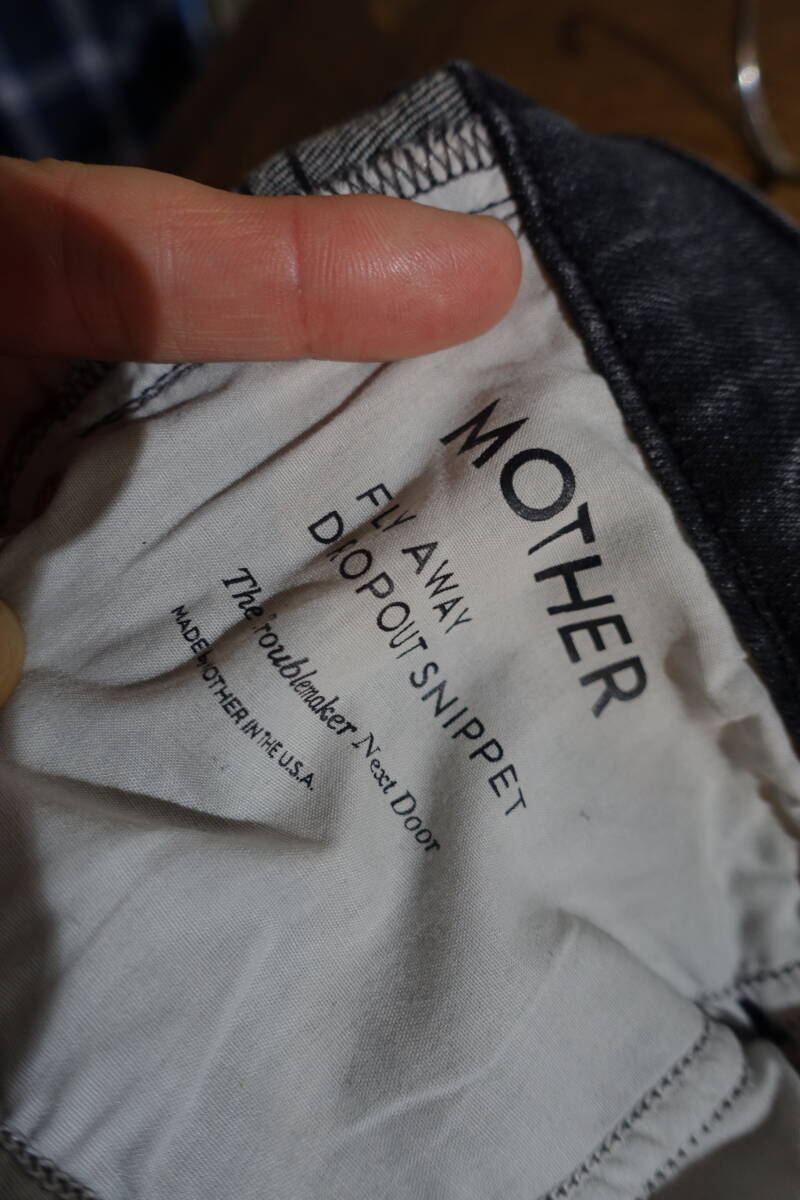 MOTHER
FLY AWAY
DROPOUT SNIPPET
The Troublemaker Next Door
MADE by MOTHER IN THE U.S.A.